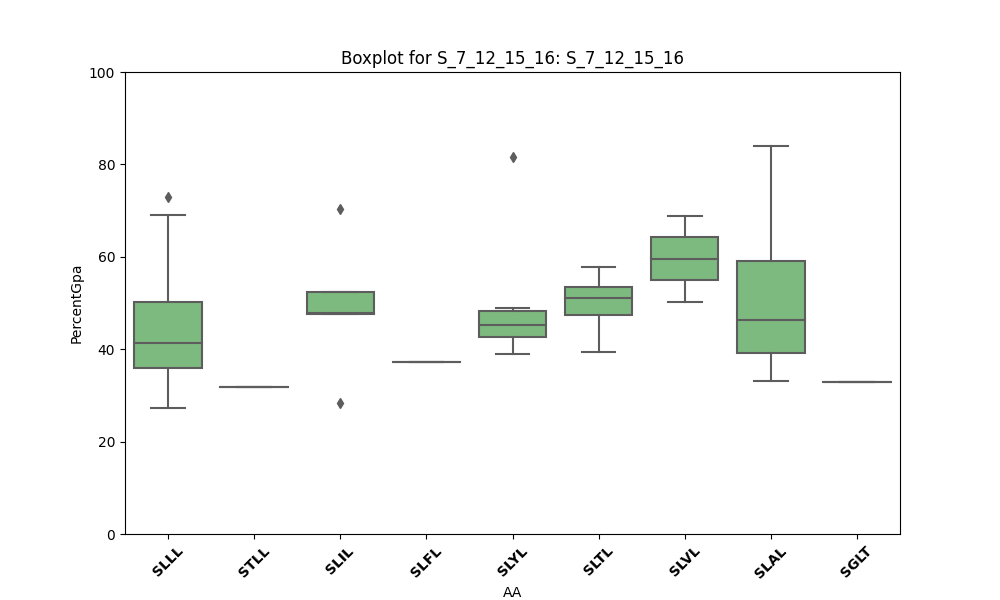 Boxplot for S_7_12_15_16: S_7_12_15_16
100
80
60
40
20
0
PercentGpa
SLLL STLL SLIL SLFL SLYL SLTL SLVL SLAL SGLT
AA